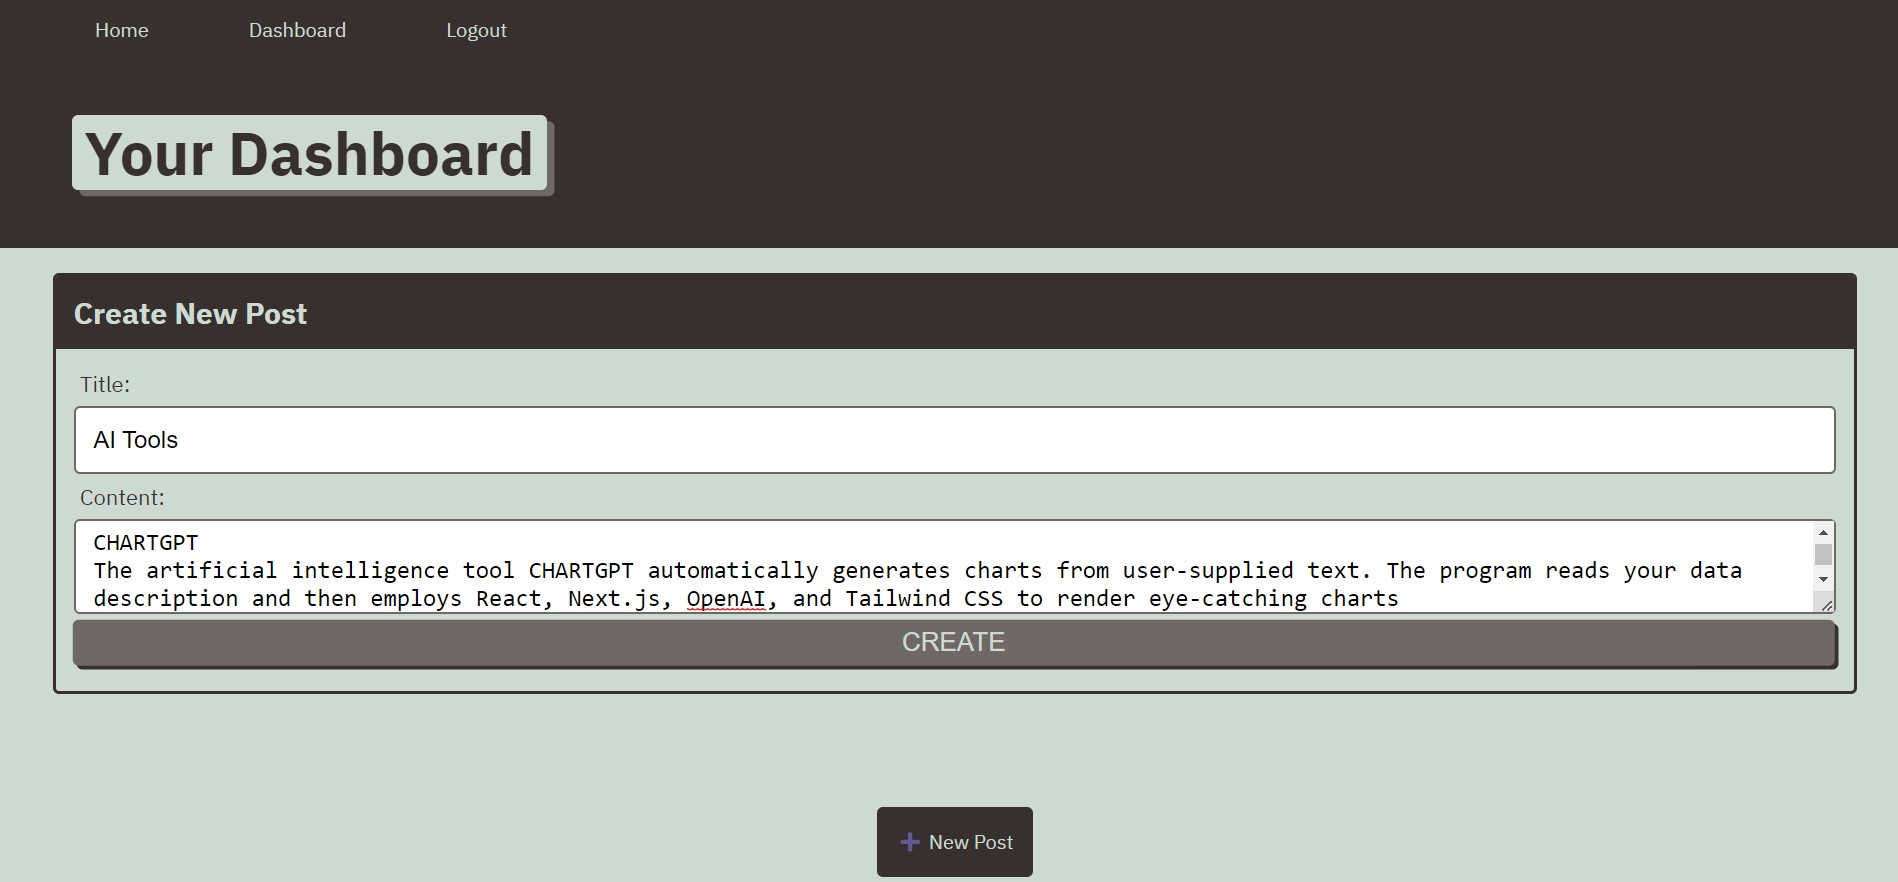 Home Dashboard Logout
Your Dashboard
Create New Post
Title:
AI Tools
Content:
CHARTGPT
The artificial intelligence tool CHARTGPT automatically generates charts from user-supplied text. The program reads your data
description and then employs React, Next.js, OpenAI, and Tailwind CSS to render eye-catching charts
CREATE
New Post